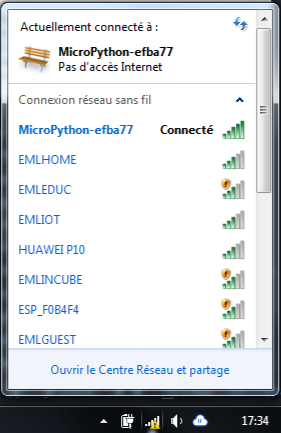 Actuellement connecté à :
MicroPython-efba77
Pas d'accès Internet
Connexion réseau sans fil
MicroPython-efba77 Connecté
EMLHOME
EMLEDUC
EMLIOT
HUAWEI P10
EMLINCUBE
ESP_F0B4F4
EMLGUEST
Ouvrir le Centre Réseau et partage
17:34